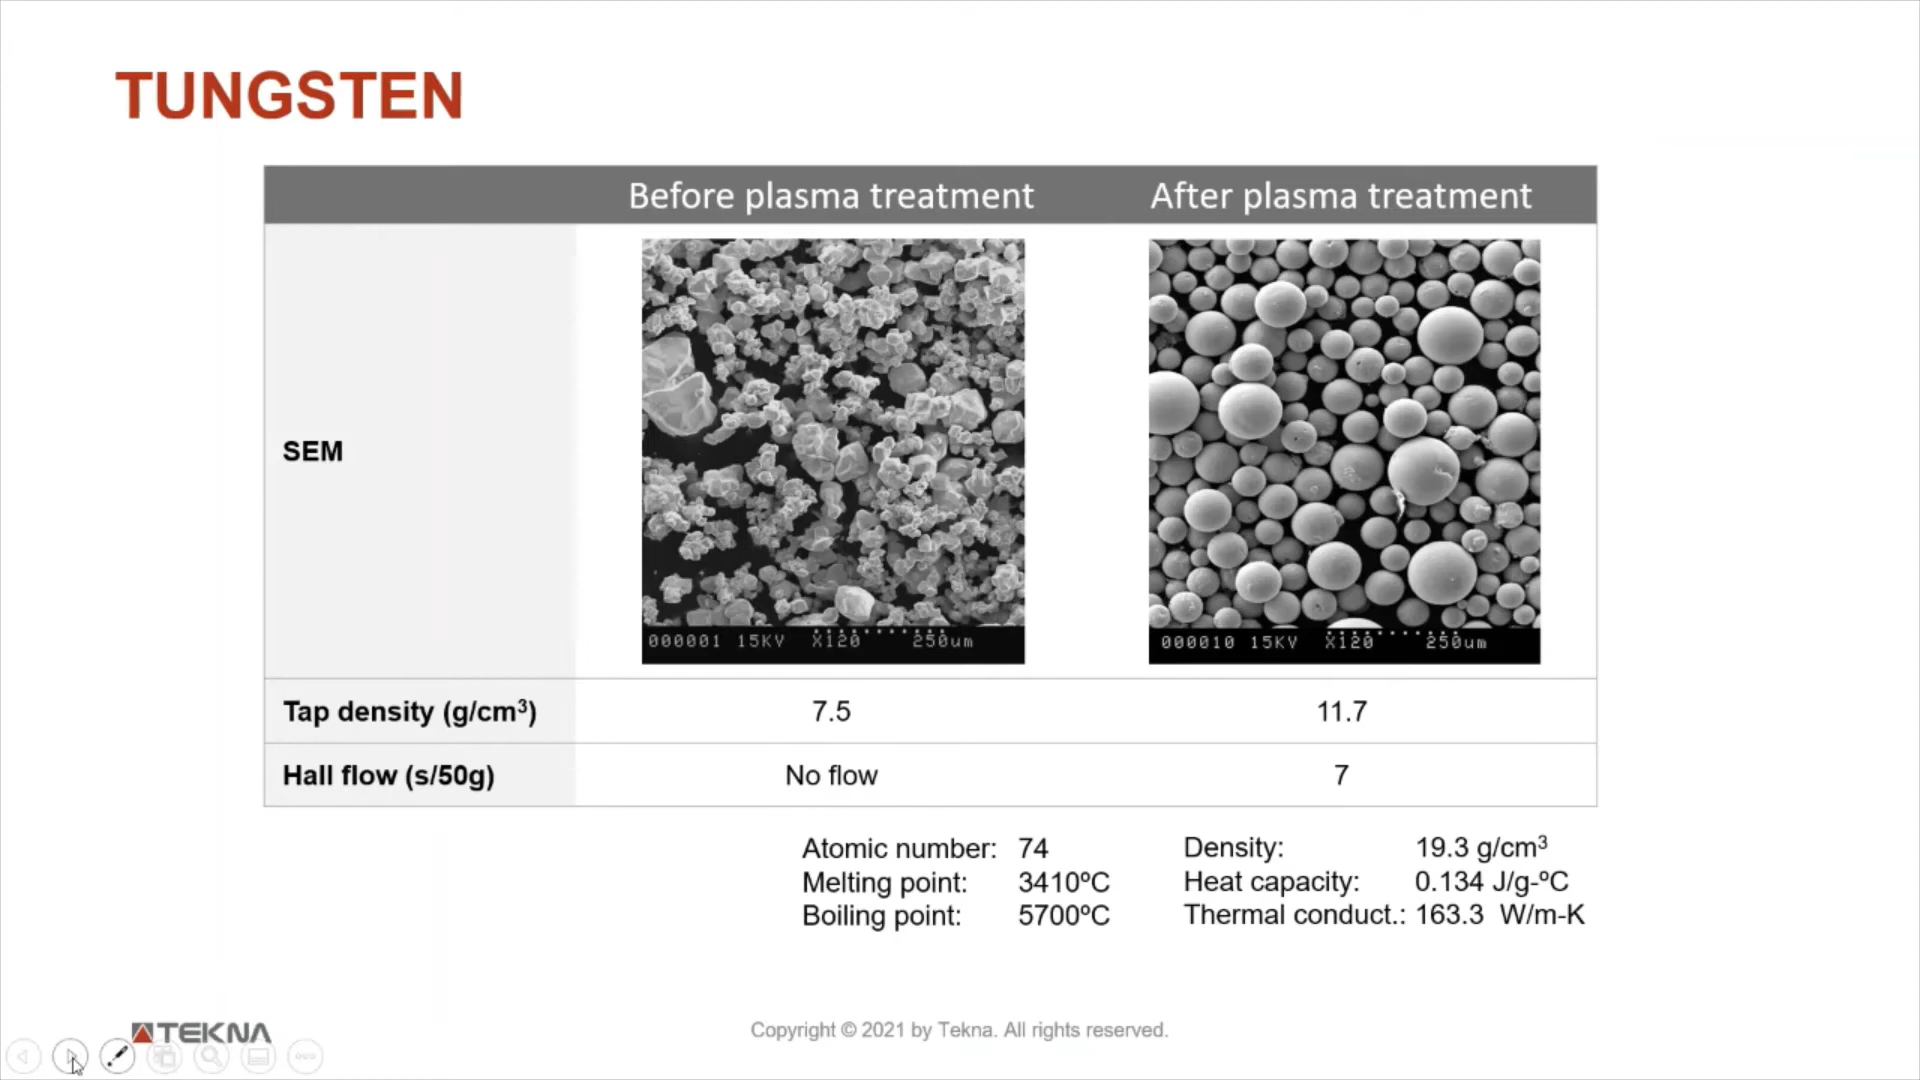 TUNGSTEN
Before plasma treatment After plasma treatment
SEM
000001 15KV X120 250um
000010 15KV X120 250um
Tap density (g/cm³) 7.5 11.7
Hall flow (s/50g) No flow 7
Atomic number: 74
Melting point: 3410ºC
Boiling point: 5700ºC
Density: 19.3 g/cm³
Heat capacity: 0.134 J/g-ºC
Thermal conduct.: 163.3 W/m-K
TEKNA
Copyright © 2021 by Tekna. All rights reserved.